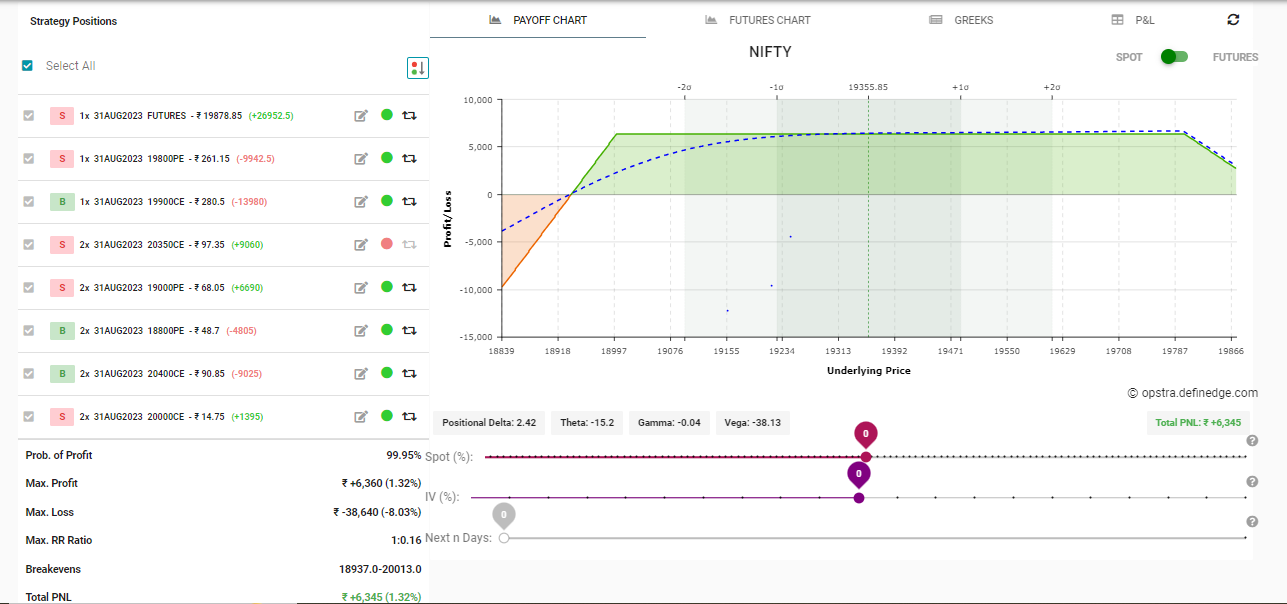 Strategy Positions
Select All
S 1x 31AUG2023 FUTURES - ₹ 19878.85 (+26952.5)
S 1x 31AUG2023 19800PE - ₹ 261.15 (-9942.5)
B 1x 31AUG2023 19900CE - ₹ 280.5 (-13980)
S 2x 31AUG2023 20350CE - ₹ 97.35 (+9060)
S 2x 31AUG2023 19000PE - ₹ 68.05 (+6690)
B 2x 31AUG2023 18800PE - ₹ 48.7 (-4805)
B 2x 31AUG2023 20400CE - ₹ 90.85 (-9025)
S 2x 31AUG2023 20000CE - ₹ 14.75 (+1395)
Prob. of Profit 99.95%
Max. Profit ₹ +6,360 (1.32%)
Max. Loss ₹ -38,640 (-8.03%)
Max. RR Ratio 1:0.16
Breakevens 18937.0-20013.0
Total PNL ₹ +6,345 (1.32%)
PAYOFF CHART FUTURES CHART GREEKS P&L
NIFTY
SPOT FUTURES
-2σ -1σ 19355.85 +1σ +2σ
10,000
5,000
0
-5,000
-10,000
-15,000
Profit/Loss
18839 18918 18997 19076 19155 19234 19313 19392 19471 19550 19629 19708 19787 19866
Underlying Price
© opstra.definedge.com
Positional Delta: 2.42 Theta: -15.2 Gamma: -0.04 Vega: -38.13 Total PNL: ₹ +6,345
0
Spot (%): ?
0
IV (%): ?
0
Next n Days: ?